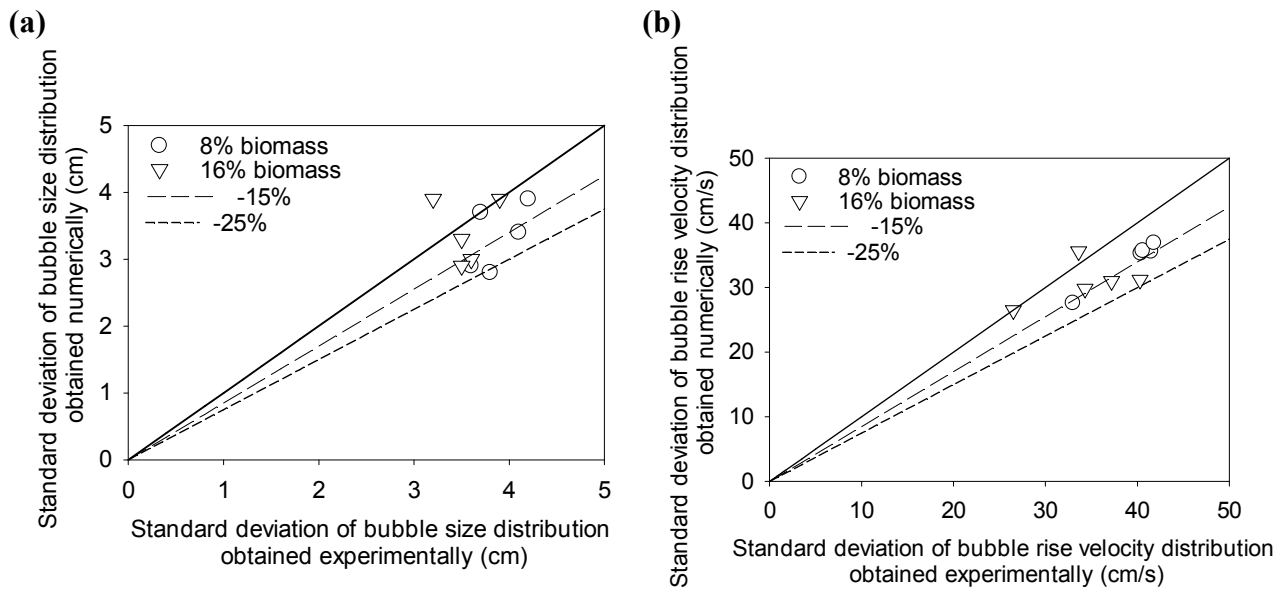 (a)
Standard deviation of bubble size distribution
obtained numerically (cm)
5
4
3
2
1
0
8% biomass
16% biomass
-15%
-25%
0 1 2 3 4 5
Standard deviation of bubble size distribution
obtained experimentally (cm)
(b)
Standard deviation of bubble rise velocity distribution
obtained numerically (cm/s)
50
40
30
20
10
0
8% biomass
16% biomass
-15%
-25%
0 10 20 30 40 50
Standard deviation of bubble rise velocity distribution
obtained experimentally (cm/s)